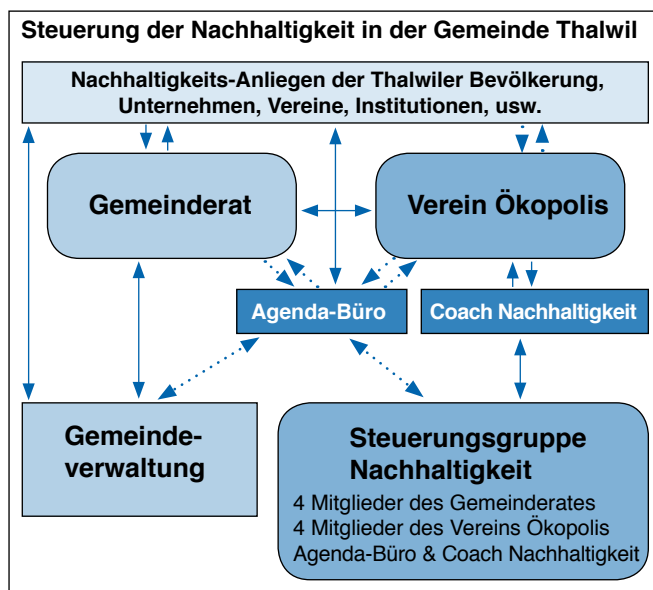 Steuerung der Nachhaltigkeit in der Gemeinde Thalwil
Nachhaltigkeits-Anliegen der Thalwiler Bevölkerung,
Unternehmen, Vereine, Institutionen, usw.
Gemeinderat
Verein Ökopolis
Agenda-Büro
Coach Nachhaltigkeit
Gemeinde-
verwaltung
Steuerungsgruppe
Nachhaltigkeit
4 Mitglieder des Gemeinderates
4 Mitglieder des Vereins Ökopolis
Agenda-Büro & Coach Nachhaltigkeit